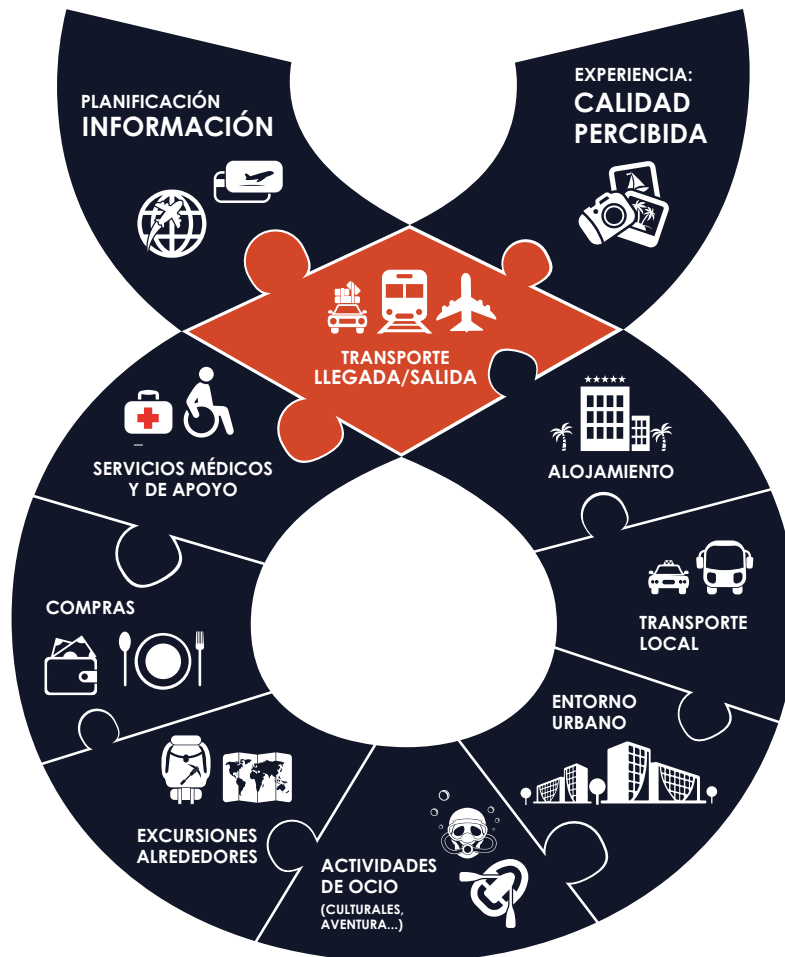 PLANIFICACIÓN
INFORMACIÓN
EXPERIENCIA:
CALIDAD
PERCIBIDA
TRANSPORTE
LLEGADA/SALIDA
SERVICIOS MÉDICOS
Y DE APOYO
ALOJAMIENTO
COMPRAS
TRANSPORTE
LOCAL
ENTORNO
URBANO
EXCURSIONES
ALREDEDORES
ACTIVIDADES
DE OCIO
(CULTURALES,
AVENTURA...)